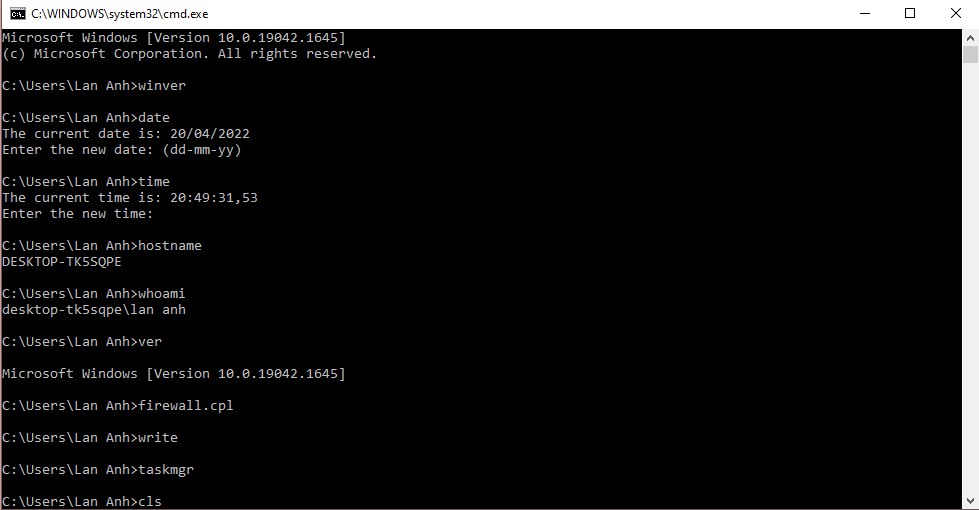 C:\WINDOWS\system32\cmd.exe
Microsoft Windows [Version 10.0.19042.1645]
(c) Microsoft Corporation. All rights reserved.
C:\Users\Lan Anh>winver
C:\Users\Lan Anh>date
The current date is: 20/04/2022
Enter the new date: (dd-mm-yy)
C:\Users\Lan Anh>time
The current time is: 20:49:31,53
Enter the new time:
C:\Users\Lan Anh>hostname
DESKTOP-TK5SQPE
C:\Users\Lan Anh>whoami
desktop-tk5sqpe\lan anh
C:\Users\Lan Anh>ver
Microsoft Windows [Version 10.0.19042.1645]
C:\Users\Lan Anh>firewall.cpl
C:\Users\Lan Anh>write
C:\Users\Lan Anh>taskmgr
C:\Users\Lan Anh>cls